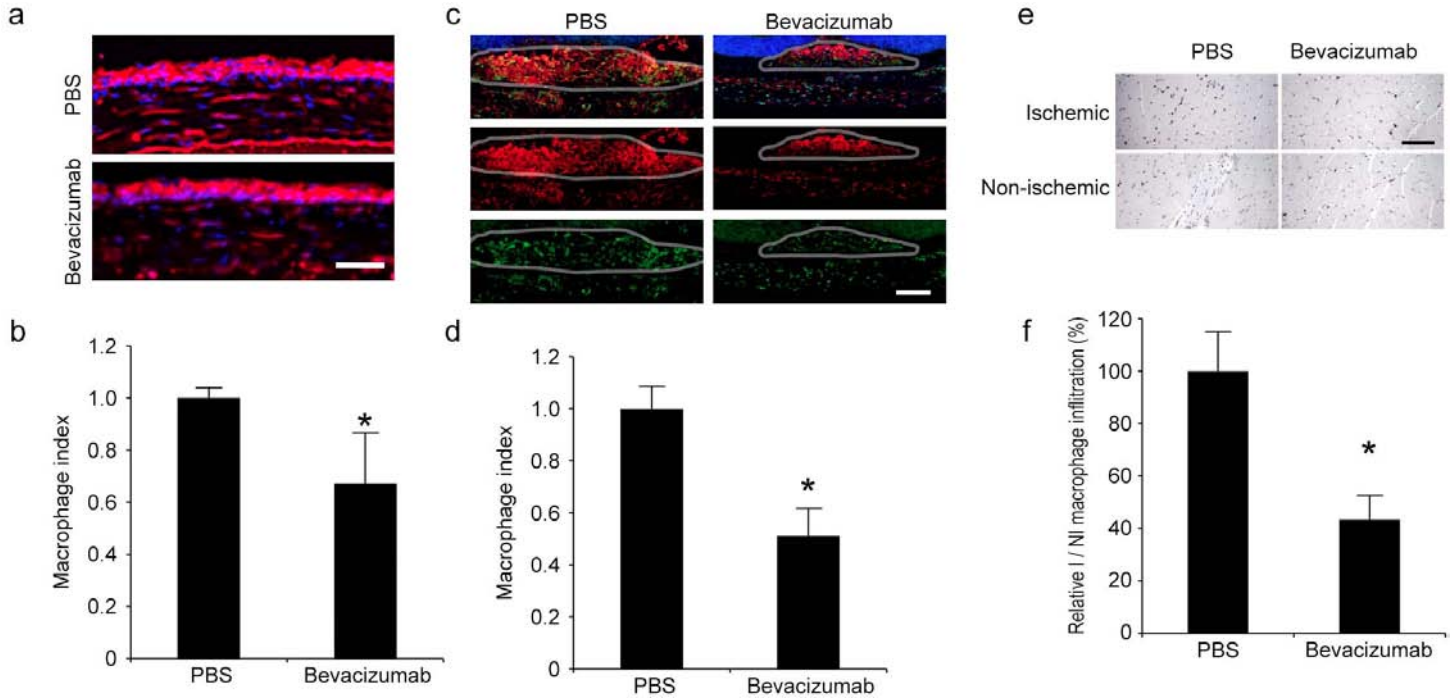 a
PBS
Bevacizumab
b
1.2
1.0
0.8
0.6
0.4
0.2
0
Macrophage index
*
PBS
Bevacizumab
c
PBS
Bevacizumab
d
1.2
1.0
0.8
0.6
0.4
0.2
0
Macrophage index
*
PBS
Bevacizumab
e
PBS
Bevacizumab
Ischemic
Non-ischemic
f
120
100
80
60
40
20
0
Relative I / NI macrophage inflitration (%)
*
PBS
Bevacizumab